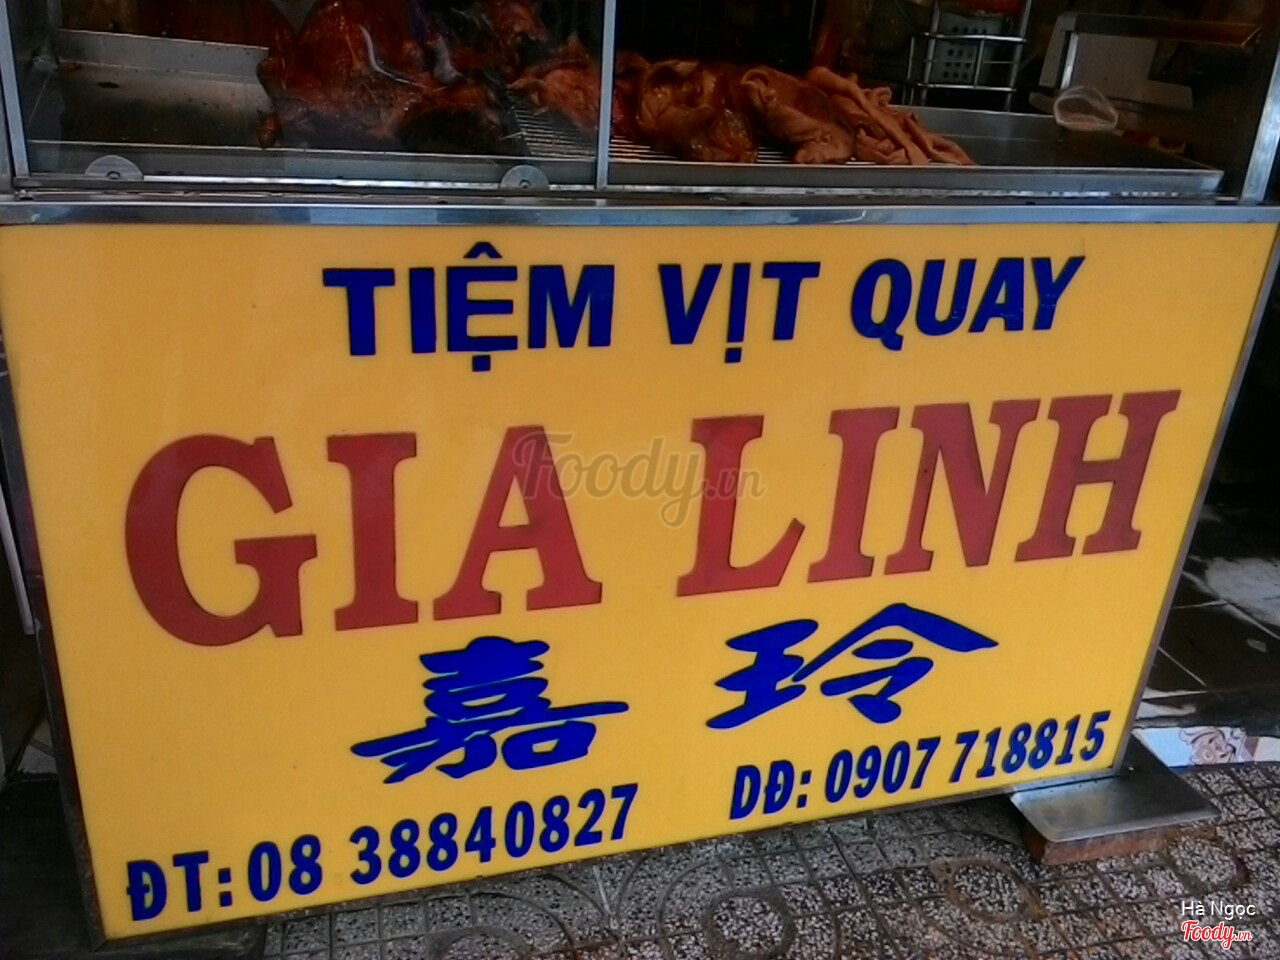 TIỆM VỊT QUAY
GIA LINH
嘉玲
ĐT: 08 38840827
DĐ: 0907 718815
Foody.vn
Hà Ngọc
Foody.vn